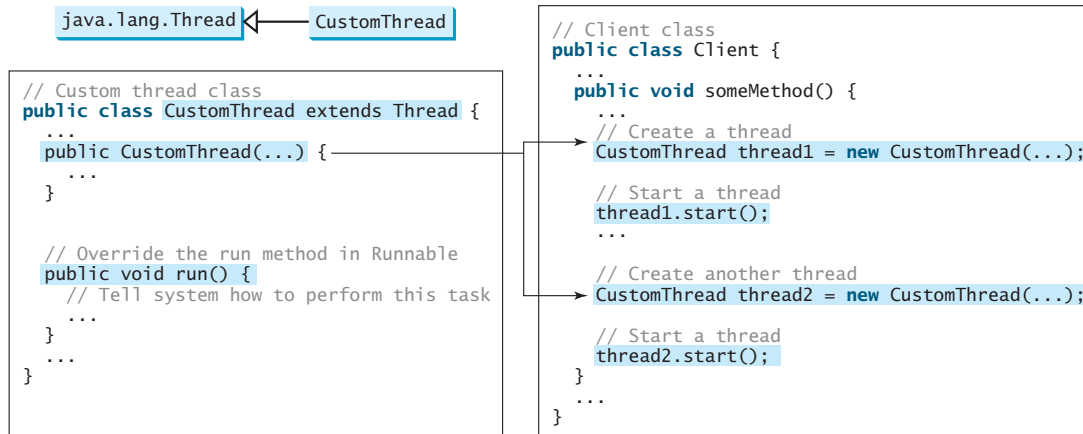 java.lang.Thread
CustomThread
// Custom thread class
public class CustomThread extends Thread {
...
public CustomThread(...) {
...
}
// Override the run method in Runnable
public void run() {
// Tell system how to perform this task
...
}
...
}
// Client class
public class Client {
...
public void someMethod() {
...
// Create a thread
CustomThread thread1 = new CustomThread(...);
// Start a thread
thread1.start();
...
// Create another thread
CustomThread thread2 = new CustomThread(...);
// Start a thread
thread2.start();
}
...
}